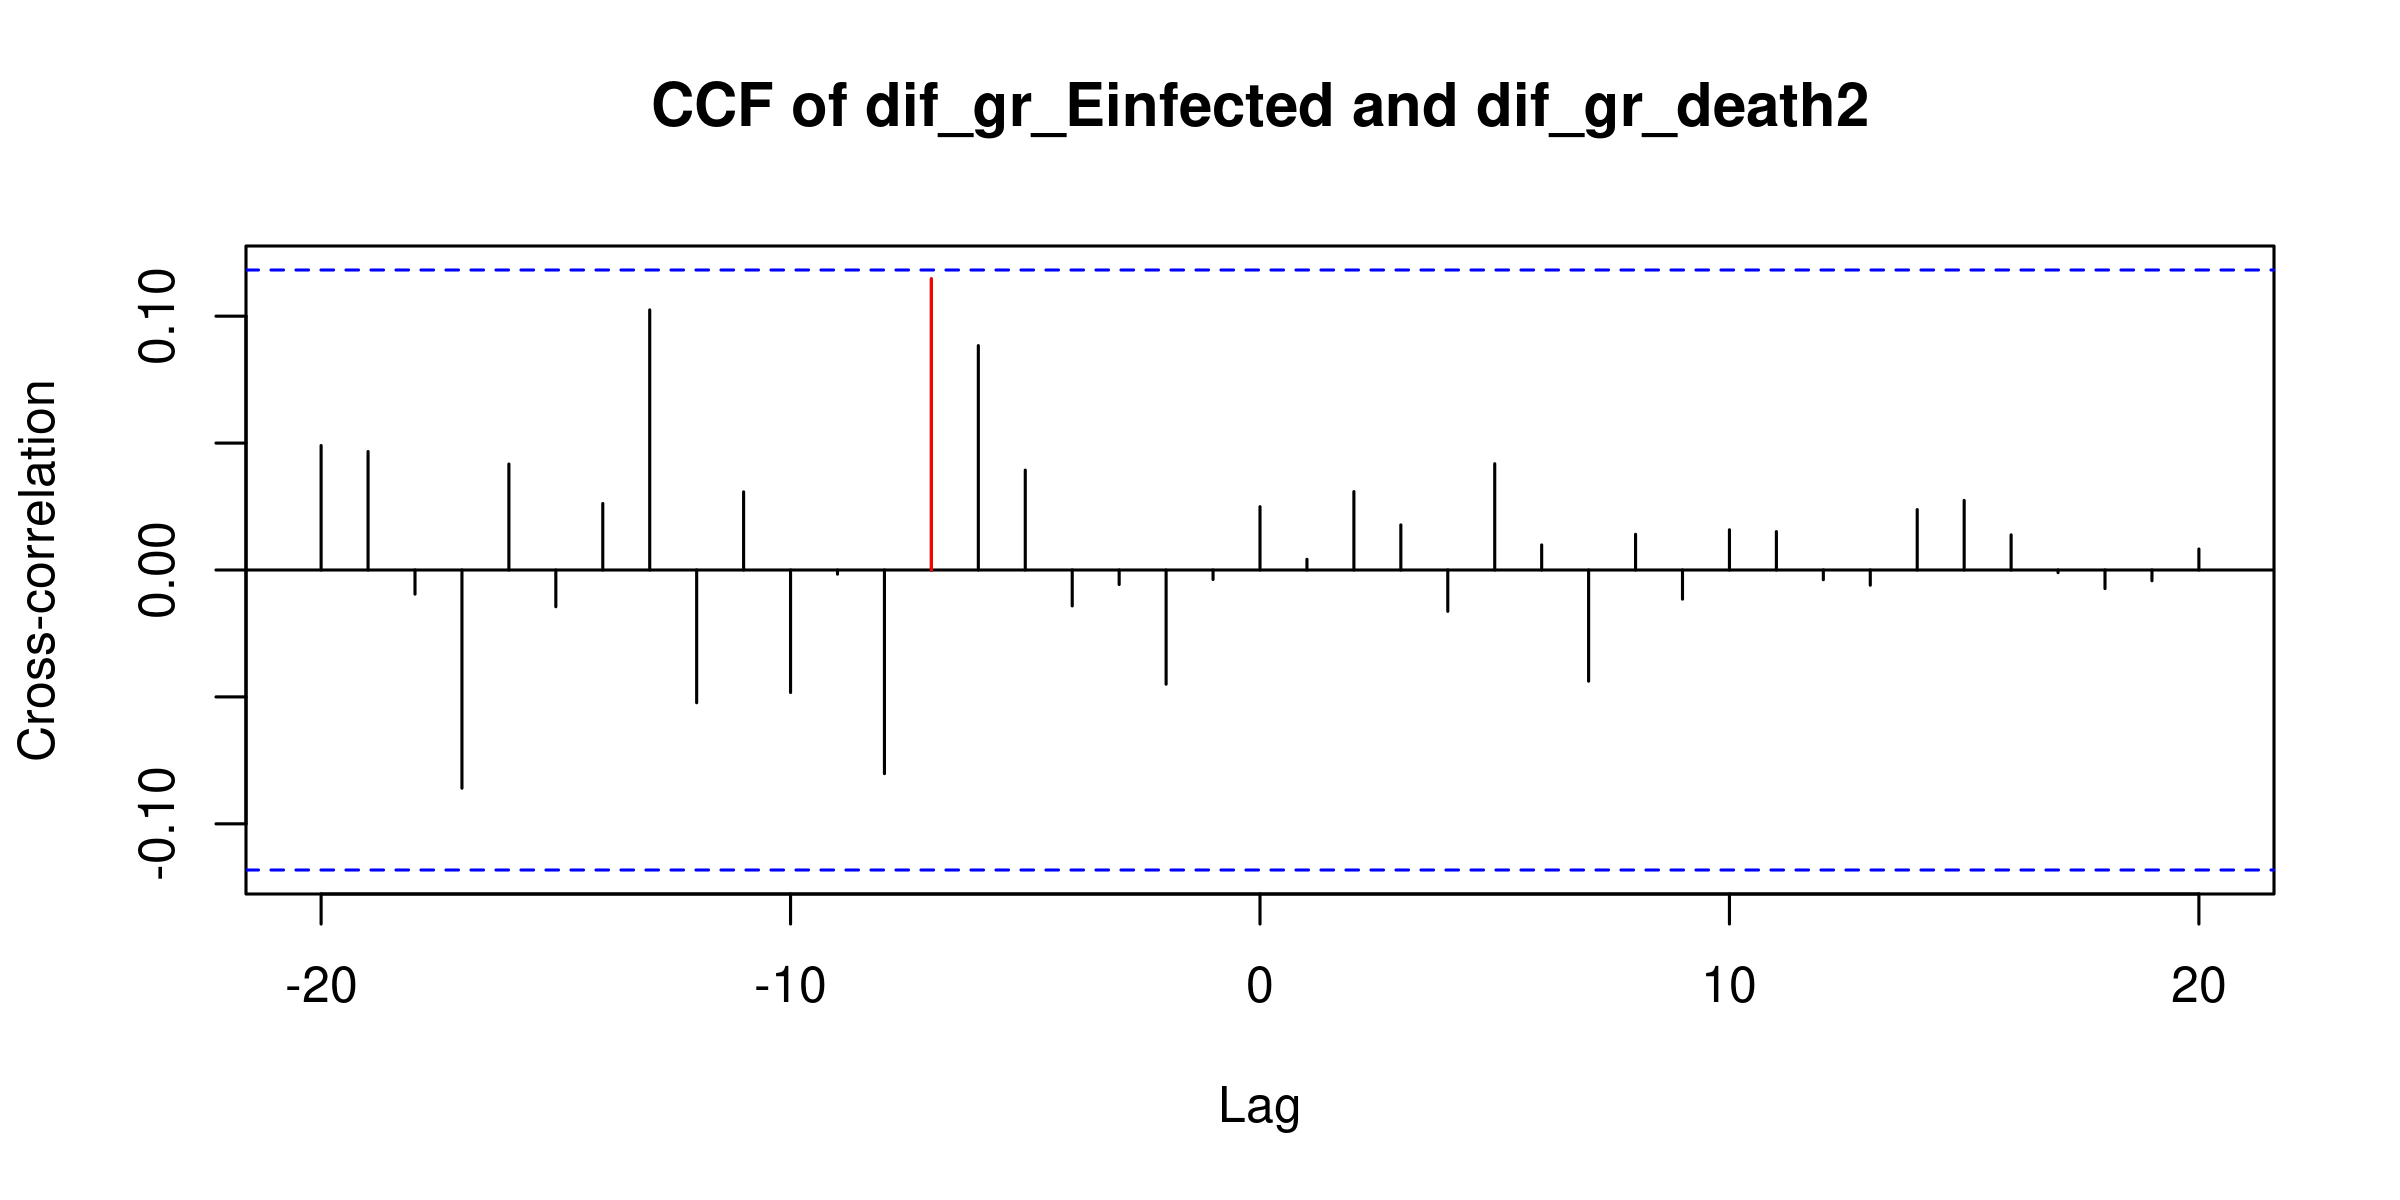 CCF of dif_gr_Einfected and dif_gr_death2
Cross-correlation
0.10
0.00
-0.10
-20 -10 0 10 20
Lag